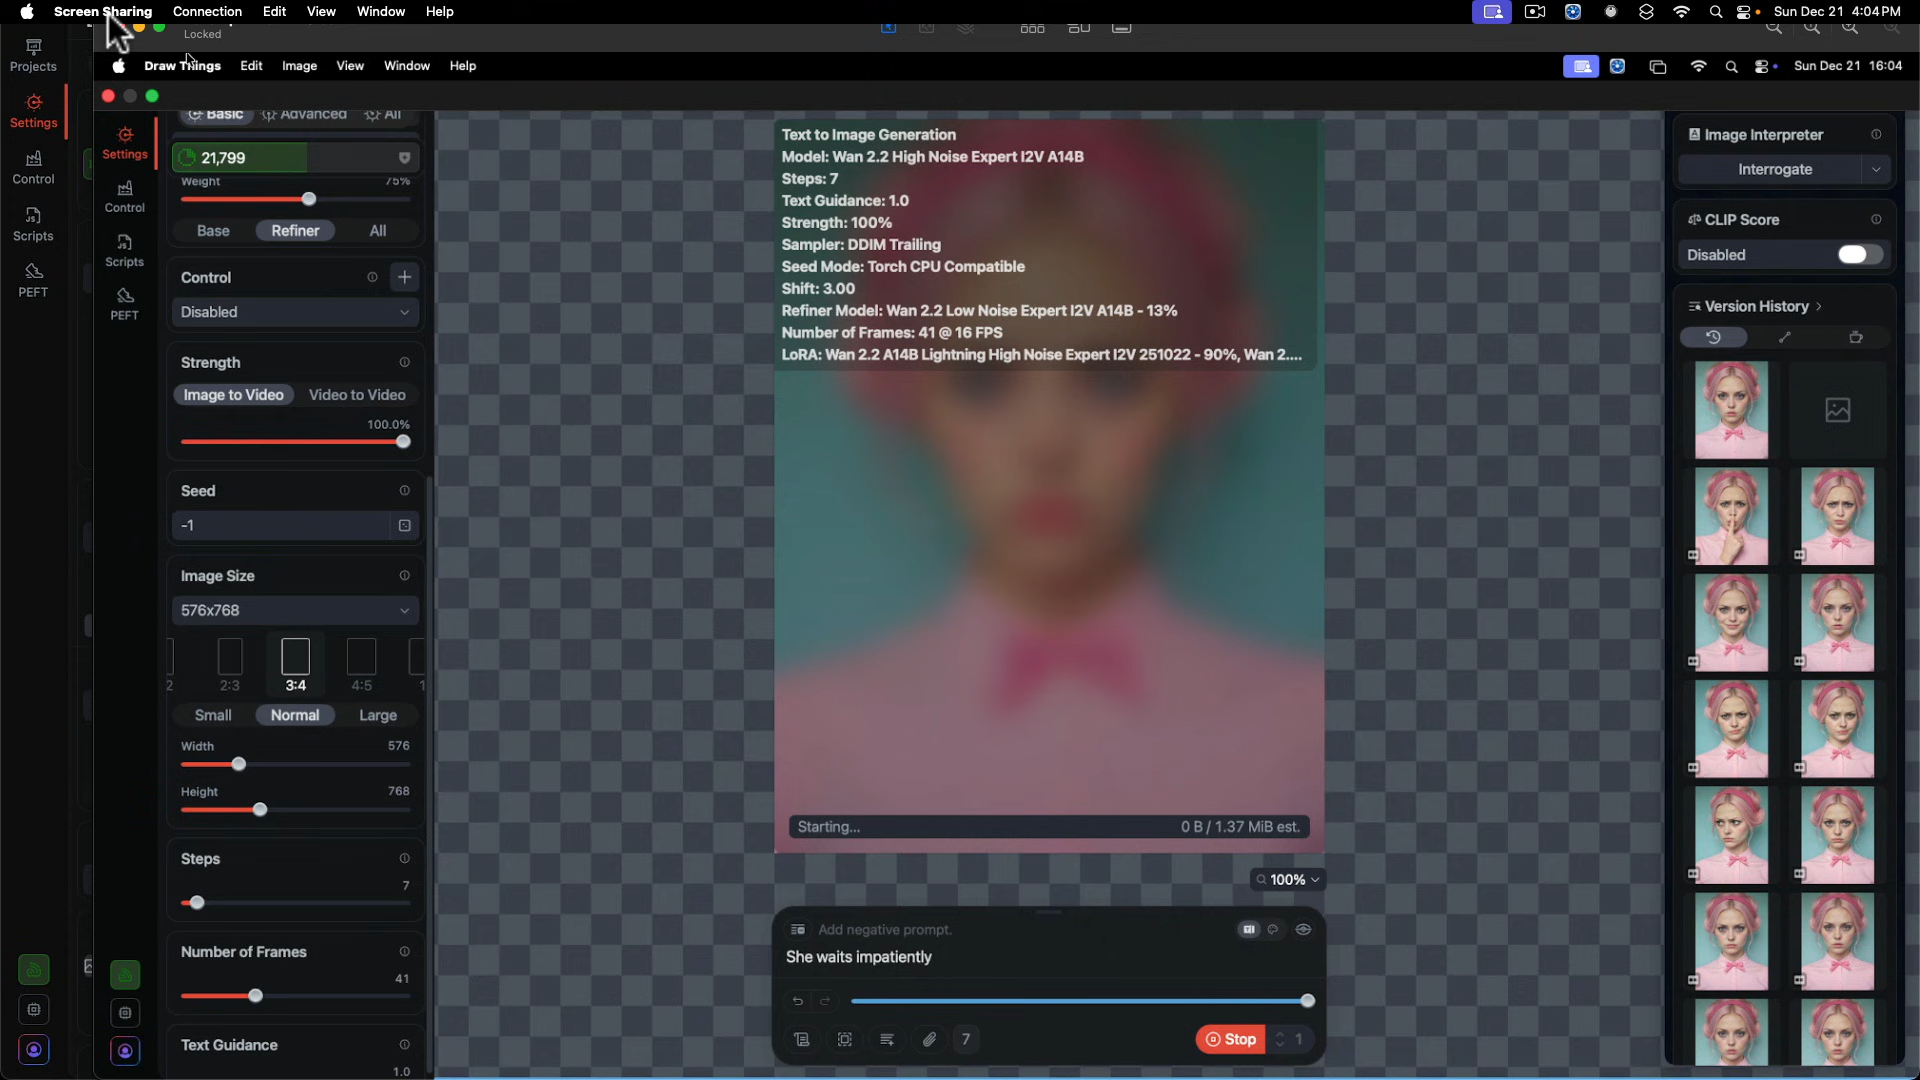 Screen Sharing Connection Edit View Window Help
Sun Dec 21 4:04PM
Locked
Draw Things Edit Image View Window Help
Sun Dec 21 16:04
Projects
Settings
Control
Scripts
PEFT
Settings
Control
Scripts
PEFT
Basic Advanced All
21,799
Weight 75%
Base Refiner All
Control
Disabled
Strength
Image to Video Video to Video
100.0%
Seed
-1
Image Size
576x768
2 2:3 3:4 4:5 1
Small Normal Large
Width 576
Height 768
Steps
7
Number of Frames
41
Text Guidance
1.0
Text to Image Generation
Model: Wan 2.2 High Noise Expert I2V A14B
Steps: 7
Text Guidance: 1.0
Strength: 100%
Sampler: DDIM Trailing
Seed Mode: Torch CPU Compatible
Shift: 3.00
Refiner Model: Wan 2.2 Low Noise Expert I2V A14B - 13%
Number of Frames: 41 @ 16 FPS
LoRA: Wan 2.2 A14B Lightning High Noise Expert I2V 251022 - 90%, Wan 2....
Starting... 0 B / 1.37 MiB est.
100%
Add negative prompt.
She waits impatiently
7
Stop 1
Image Interpreter
Interrogate
CLIP Score
Disabled
Version History